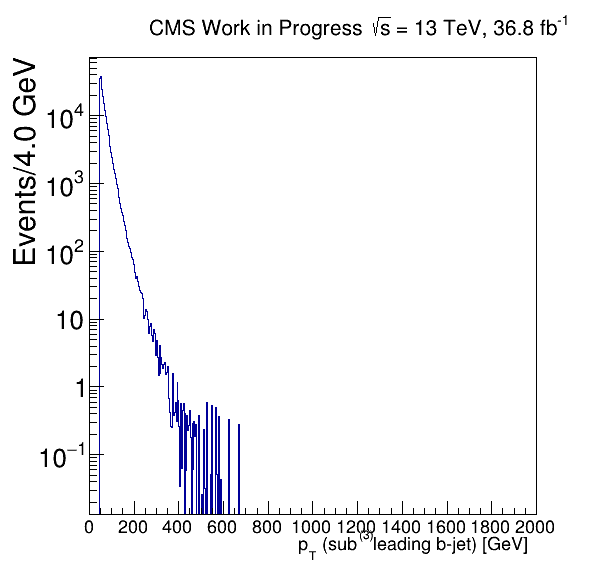 CMS Work in Progress √s = 13 TeV, 36.8 fb⁻¹
Events/4.0 GeV
10⁴
10³
10²
10
1
10⁻¹
0 200 400 600 800 1000 1200 1400 1600 1800 2000
p_T (sub⁽³⁾leading b-jet) [GeV]